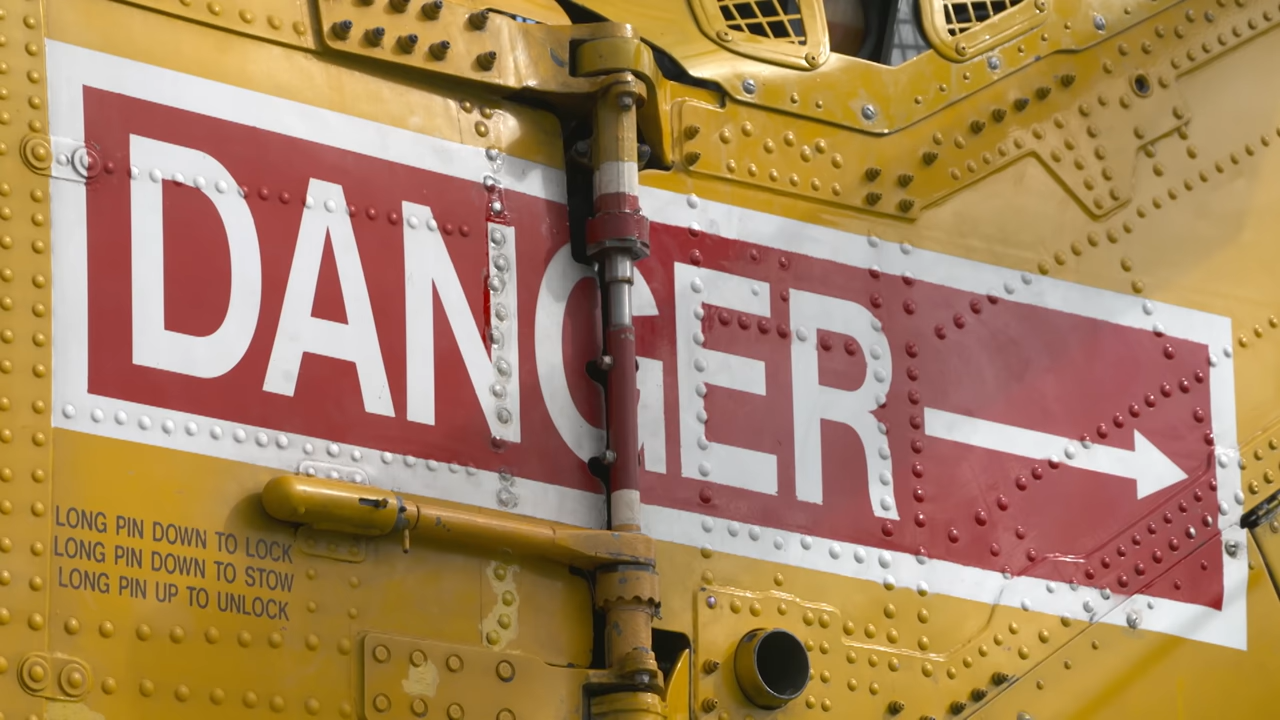 DANGER
LONG PIN DOWN TO LOCK
LONG PIN DOWN TO STOW
LONG PIN UP TO UNLOCK